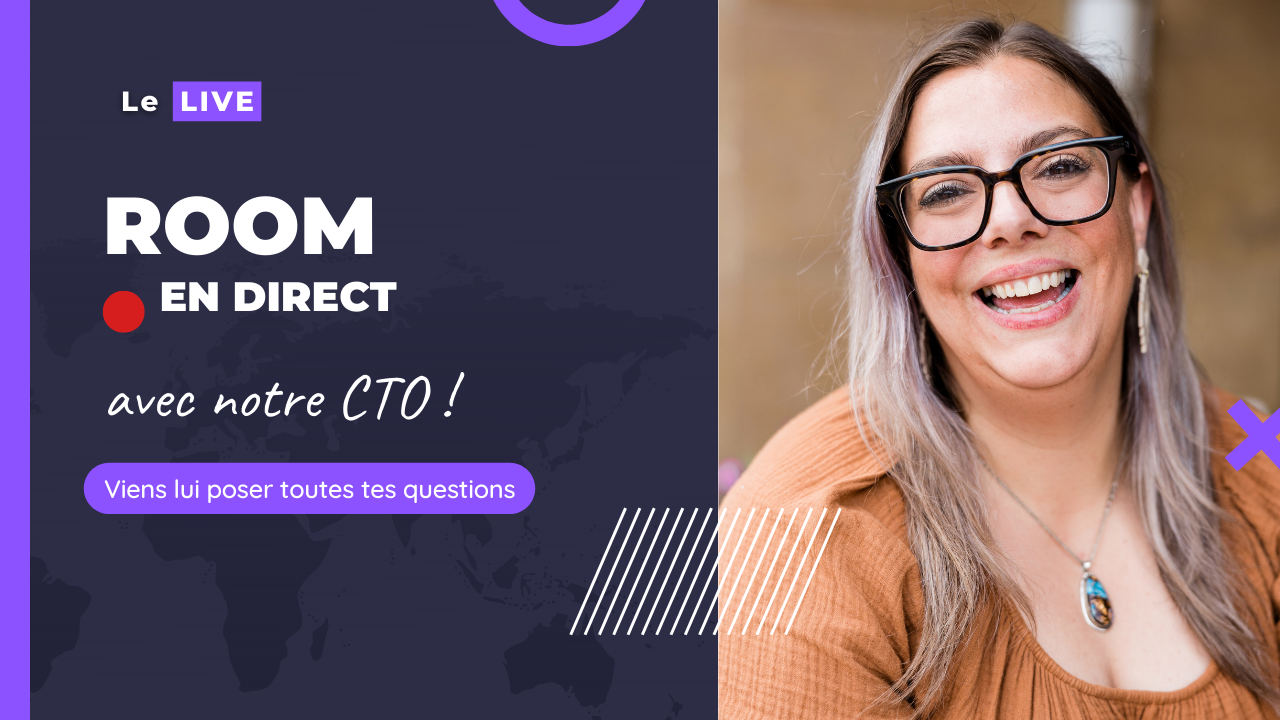 Le LIVE
ROOM
EN DIRECT
avec notre CTO !
Viens lui poser toutes tes questions